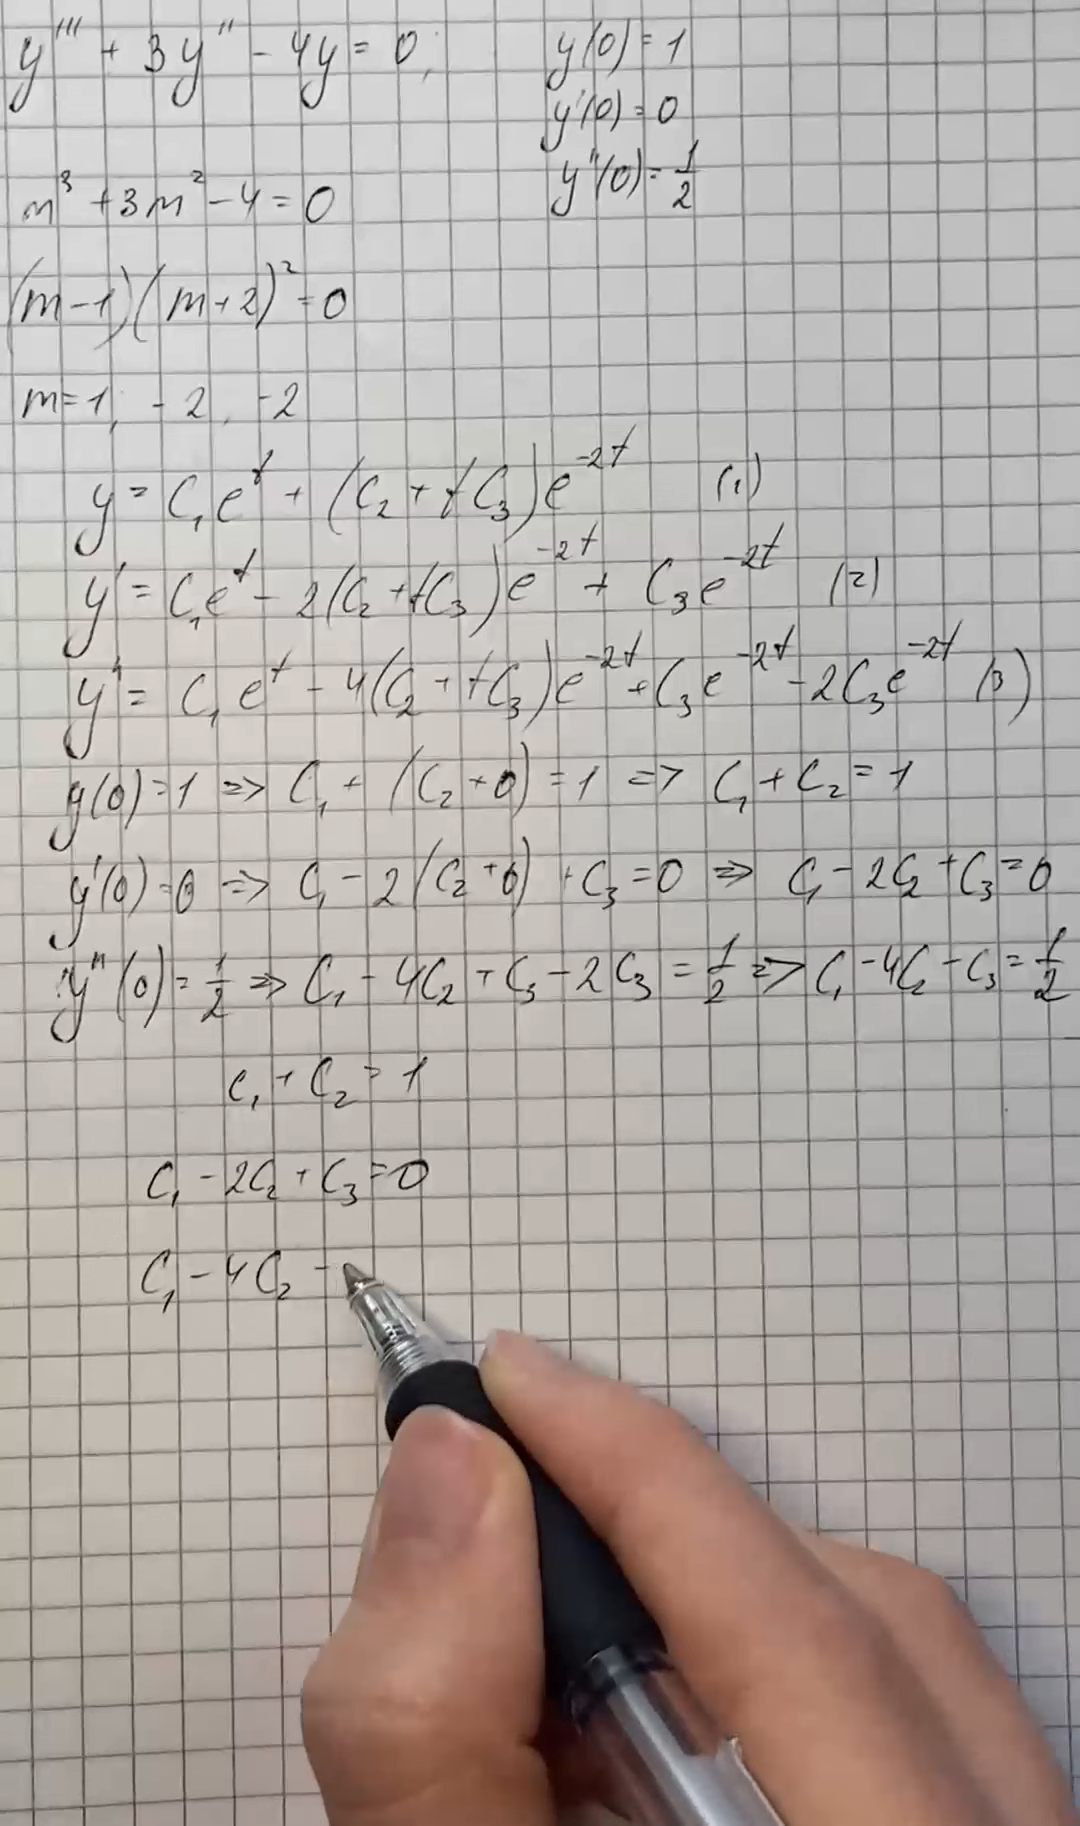 y''' + 3y'' - 4y = 0, y(0) = 1
y'(0) = 0
m³ + 3m² - 4 = 0 y''(0) = 1/2
(m-1)(m+2)² = 0
m = 1, -2, -2
y = C₁e^t + (C₂ + tC₃)e^-2t (1)
y' = C₁e^t - 2(C₂ + tC₃)e^-2t + C₃e^-2t (2)
y'' = C₁e^t - 4(C₂ + tC₃)e^-2t + C₃e^-2t - 2C₃e^-2t (3)
y(0) = 1 => C₁ + (C₂ + 0) = 1 => C₁ + C₂ = 1
y'(0) = 0 => C₁ - 2(C₂ + 0) + C₃ = 0 => C₁ - 2C₂ + C₃ = 0
y''(0) = 1/2 => C₁ - 4C₂ + C₃ - 2C₃ = 1/2 => C₁ - 4C₂ - C₃ = 1/2
C₁ + C₂ = 1
C₁ - 2C₂ + C₃ = 0
C₁ - 4C₂ -